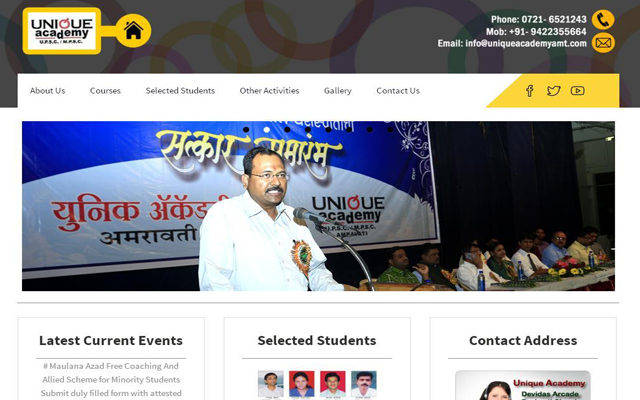 UNIQUE
academy
U.P.S.C. / M.P.S.C.
Phone: 0721- 6521243
Mob: +91- 9422355664
Email: info@uniqueacademyamt.com
About Us
Courses
Selected Students
Other Activities
Gallery
Contact Us
सत्कार समारंभ
युनिक
अमरावती
UNIQUE
academy
U.P.S.C. / M.P.S.C.
AMRAVATI
Latest Current Events
# Maulana Azad Free Coaching And
Allied Scheme for Minority Students
Submit duly filled form with attested
Selected Students
Contact Address
Unique Academy
Devidas Arcade